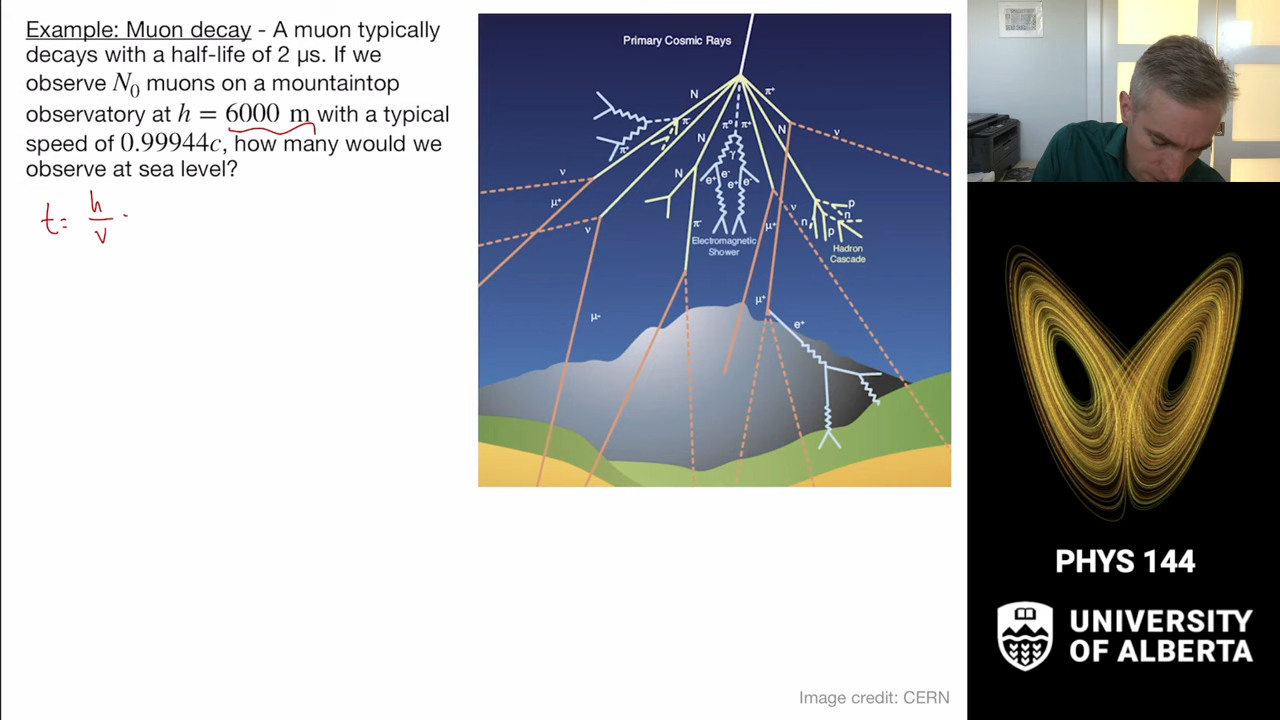 Example: Muon decay - A muon typically
decays with a half-life of 2 μs. If we
observe N₀ muons on a mountaintop
observatory at h = 6000 m with a typical
speed of 0.99944c, how many would we
observe at sea level?
t = h/v
Primary Cosmic Rays
N
π⁺
π⁻
N
π⁰
π⁺
N
ν
π⁺
γ
N
e⁺
e⁻
e⁺
e⁻
ν
μ⁺
ν
π⁻
μ⁺
ν
n
p
n
p
Electromagnetic
Shower
Hadron
Cascade
μ⁻
μ⁺
e⁺
Image credit: CERN
PHYS 144
UNIVERSITY
OF ALBERTA